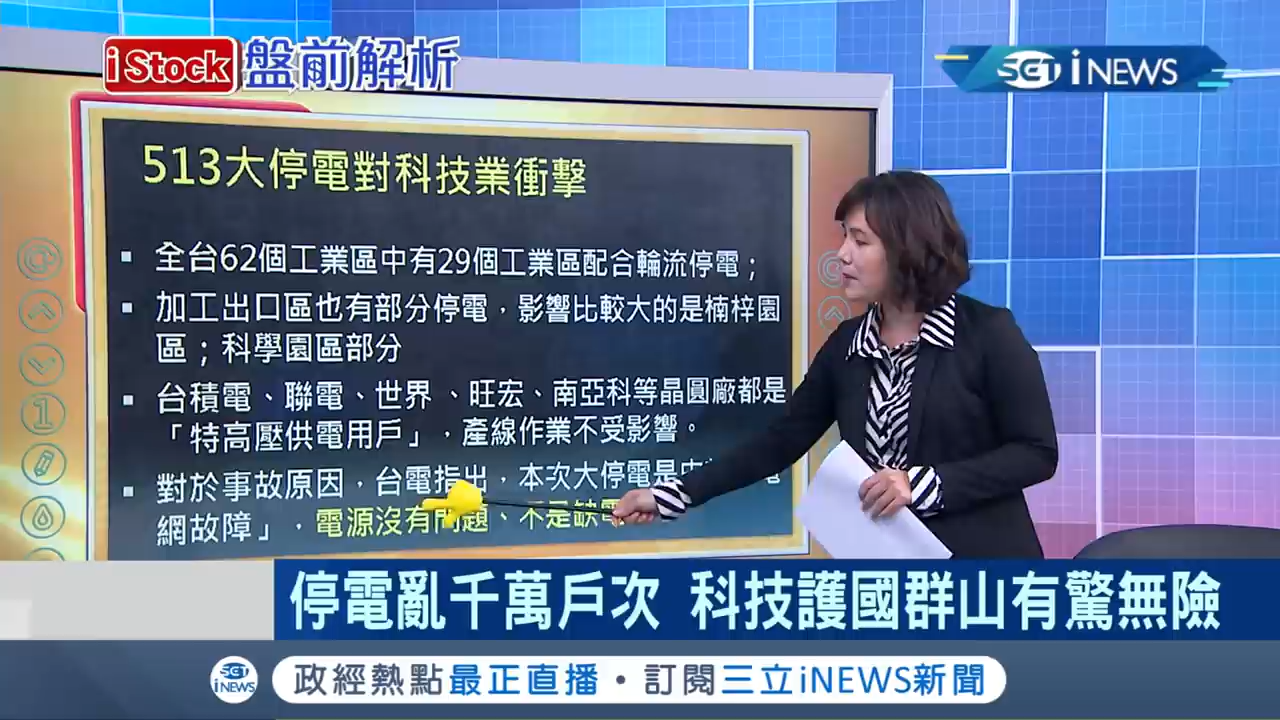 iStock 盤前解析
SET iNEWS
513大停電對科技業衝擊
▪ 全台62個工業區中有29個工業區配合輪流停電；
▪ 加工出口區也有部分停電，影響比較大的是楠梓園
區；科學園區部分
▪ 台積電、聯電、世界、旺宏、南亞科等晶圓廠都是
「特高壓供電用戶」，產線作業不受影響。
▪ 對於事故原因，台電指出，本次大停電是
網故障」，電源沒有問題、不是缺電
1
停電亂千萬戶次 科技護國群山有驚無險
SET iNEWS
政經熱點最正直播・訂閱三立iNEWS新聞